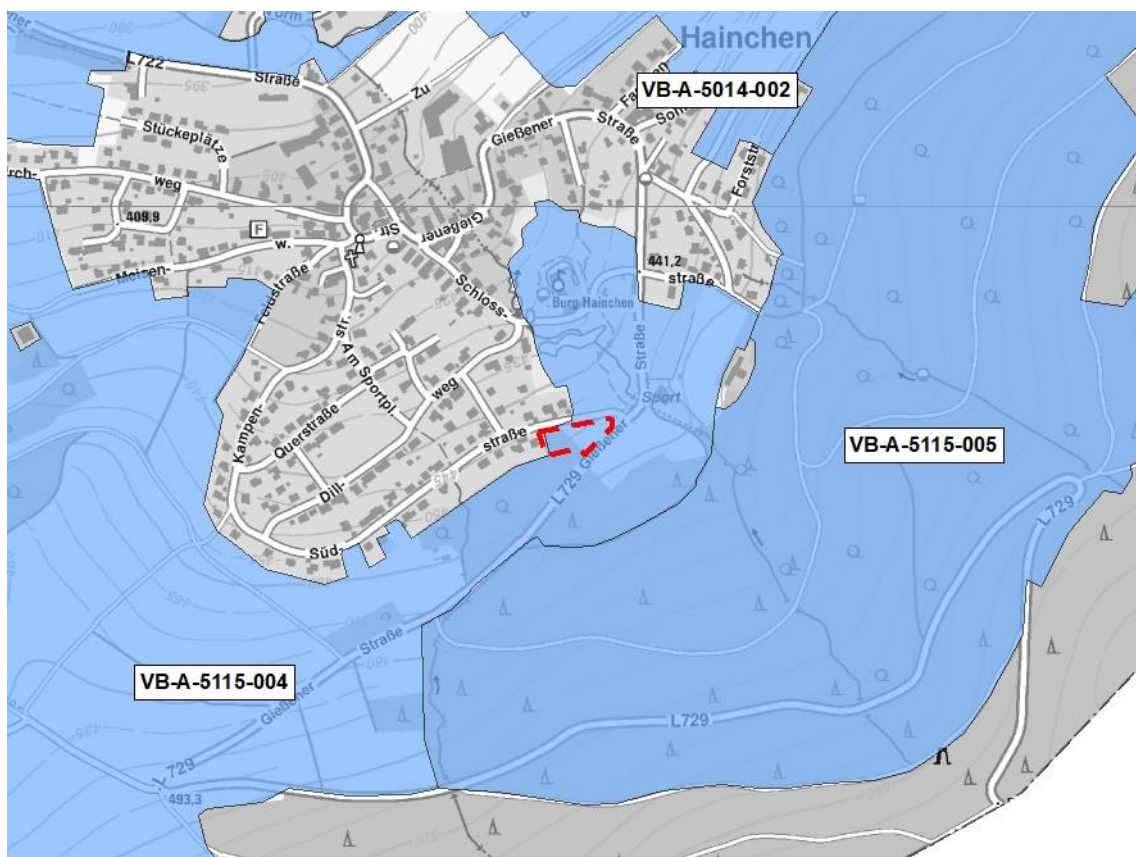 Hainchen
VB-A-5014-002
L722
Straße
Zu
Stückeplätze
Gießener
Straße
weg
Forststr
409,9
F
Str.
Gießener
w.
Meisen-
441,2
straße
Feldstraße
Schloss-
Burg Hainchen
str.
Am Sportpl.
weg
Straße
Sport
Kampen-
Querstraße
straße
L729 Gießener
VB-A-5115-005
Dill-
Süd-
L729
Straße
VB-A-5115-004
Gießener
L729
L 729
493,3